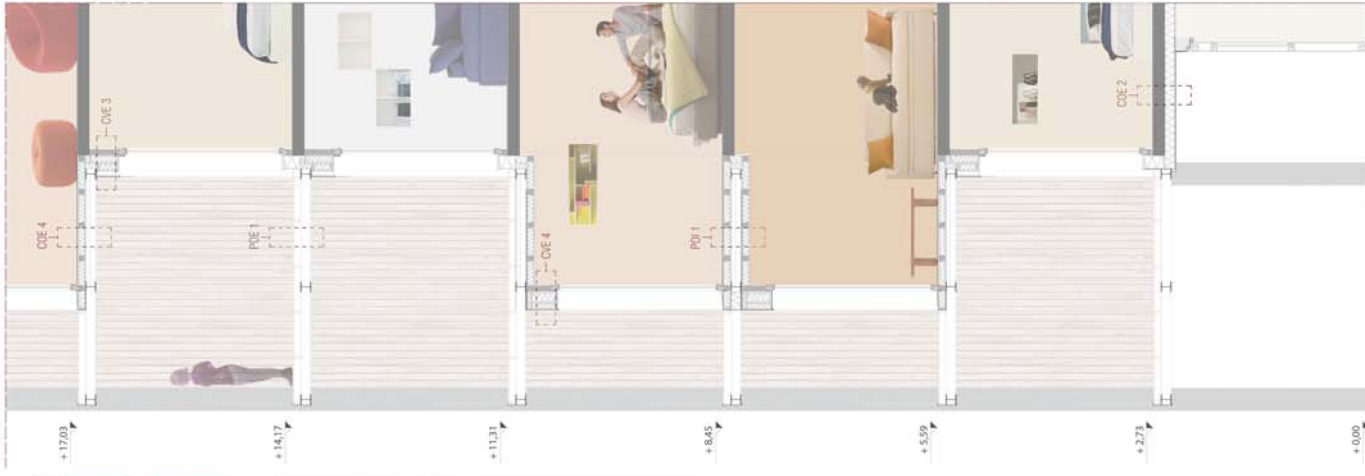 COE 4
CVE 3
POE 1
CVE 4
POI 1
COE 2
+ 17,03
+ 14,17
+ 11,31
+ 8,45
+ 5,59
+ 2,73
+ 0,00